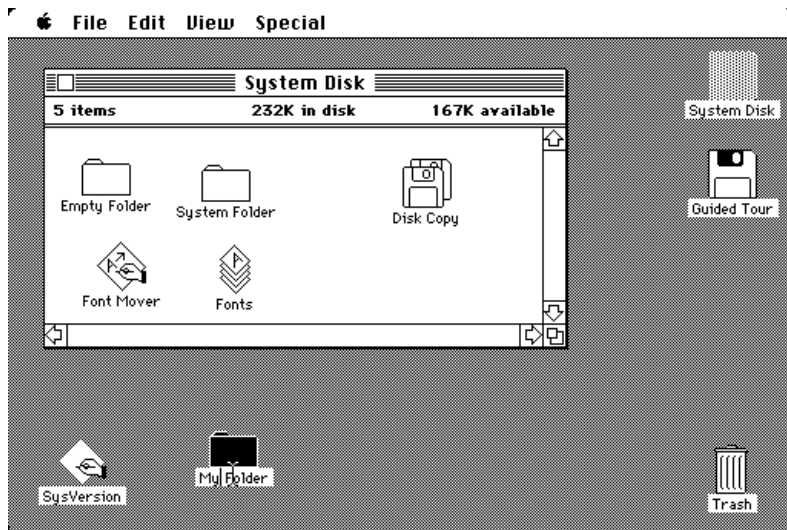 File Edit View Special
System Disk
5 items 232K in disk 167K available
System Disk
Empty Folder System Folder Disk Copy
Guided Tour
Font Mover Fonts
My Folder
SysVersion
Trash